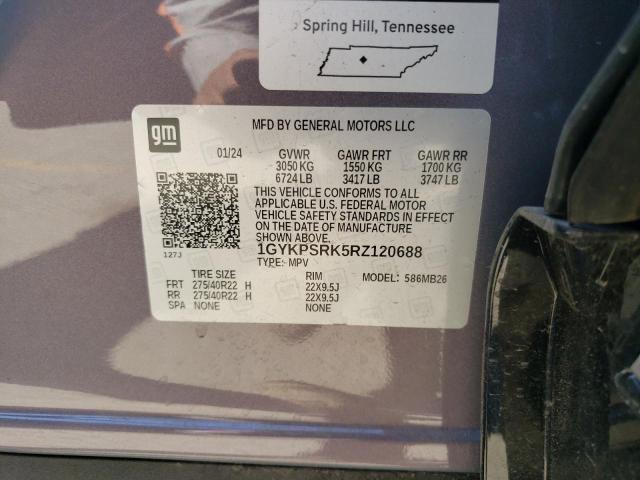 Spring Hill, Tennessee
gm
MFD BY GENERAL MOTORS LLC
01/24 GVWR GAWR FRT GAWR RR
3050 KG 1550 KG 1700 KG
6724 LB 3417 LB 3747 LB
THIS VEHICLE CONFORMS TO ALL
APPLICABLE U.S. FEDERAL MOTOR
VEHICLE SAFETY STANDARDS IN EFFECT
ON THE DATE OF MANUFACTURE
SHOWN ABOVE.
1GYKPSRK5RZ120688
127J
TYPE: MPV
TIRE SIZE RIM MODEL: 586MB26
FRT 275/40R22 H 22X9.5J
RR 275/40R22 H 22X9.5J
SPA NONE NONE